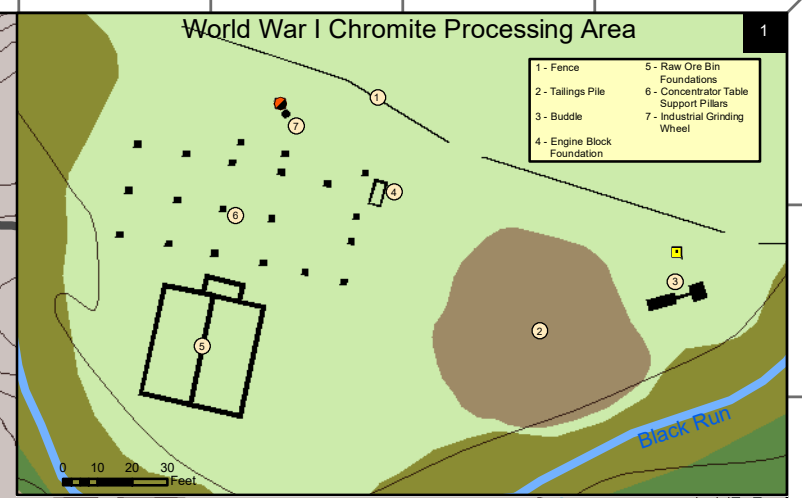 World War I Chromite Processing Area
1
1 - Fence
2 - Tailings Pile
3 - Buddle
4 - Engine Block
Foundation
5 - Raw Ore Bin
Foundations
6 - Concentrator Table
Support Pillars
7 - Industrial Grinding
Wheel
1
7
4
6
3
2
5
Black Run
0 10 20 30
Feet